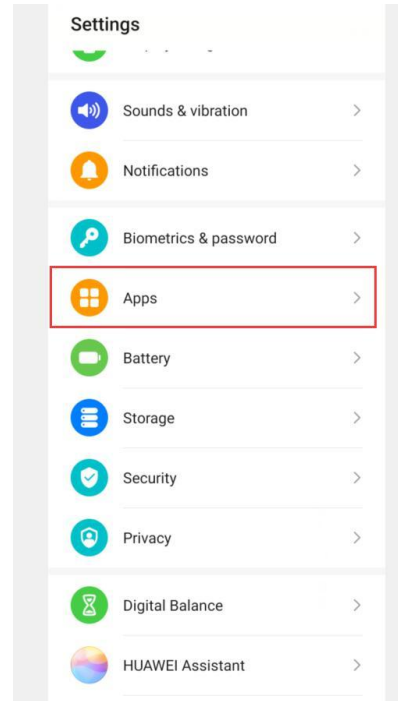 Settings
Sounds & vibration
Notifications
Biometrics & password
Apps
Battery
Storage
Security
Privacy
Digital Balance
HUAWEI Assistant